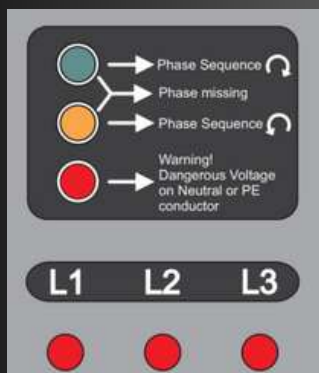 Phase Sequence
Phase missing
Phase Sequence
Warning!
Dangerous Voltage
on Neutral or PE
conductor
L1 L2 L3